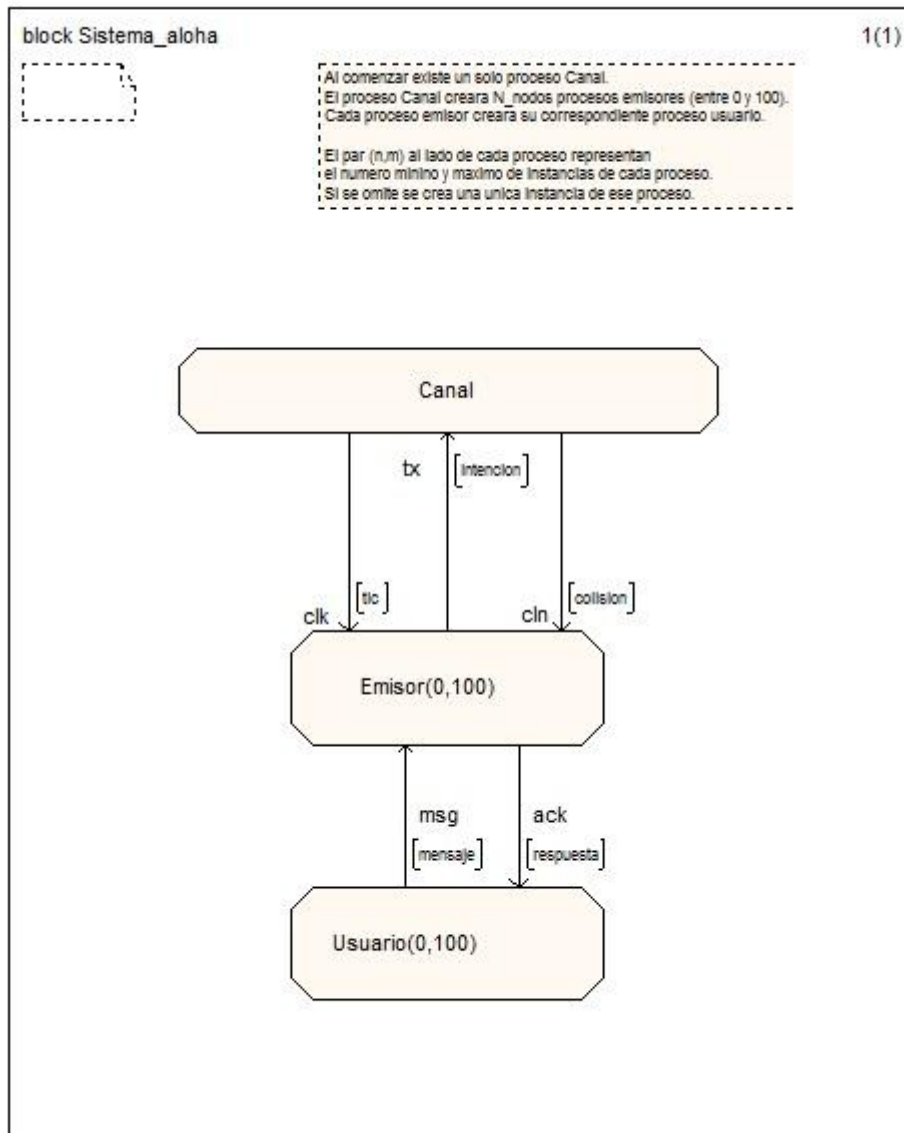 block Sistema_aloha
1(1)
Al comenzar existe un solo proceso Canal.
El proceso Canal creara N_nodos procesos emisores (entre 0 y 100).
Cada proceso emisor creara su correspondiente proceso usuario.
El par (n,m) al lado de cada proceso representan
el numero minino y maximo de instancias de cada proceso.
Si se omite se crea una unica instancia de ese proceso.
Canal
tx
[intencion]
[tic]
clk
[colision]
cln
Emisor(0,100)
msg
ack
[mensaje]
[respuesta]
Usuario(0,100)